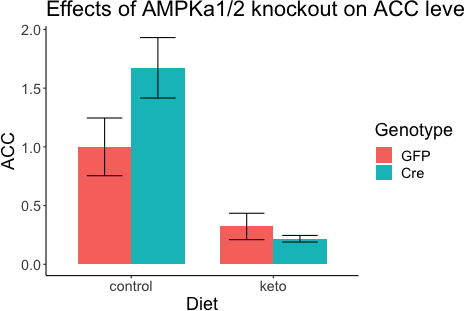 Effects of AMPKa1/2 knockout on ACC leve
2.0
1.5
1.0
0.5
0.0
ACC
control
keto
Diet
Genotype
GFP
Cre